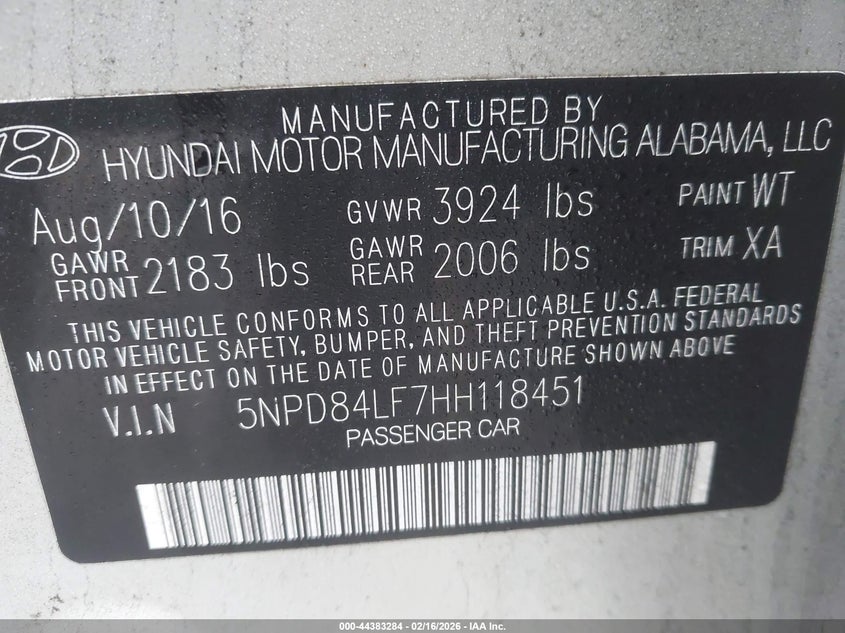 MANUFACTURED BY
HYUNDAI MOTOR MANUFACTURING ALABAMA, LLC
Aug/10/16 GVWR 3924 lbs PAINT WT
GAWR FRONT 2183 lbs GAWR REAR 2006 lbs TRIM XA
THIS VEHICLE CONFORMS TO ALL APPLICABLE U.S.A. FEDERAL
MOTOR VEHICLE SAFETY, BUMPER, AND THEFT PREVENTION STANDARDS
IN EFFECT ON THE DATE OF MANUFACTURE SHOWN ABOVE
V.I.N 5NPD84LF7HH118451
PASSENGER CAR
000-44383284 - 02/16/2026 - IAA Inc.